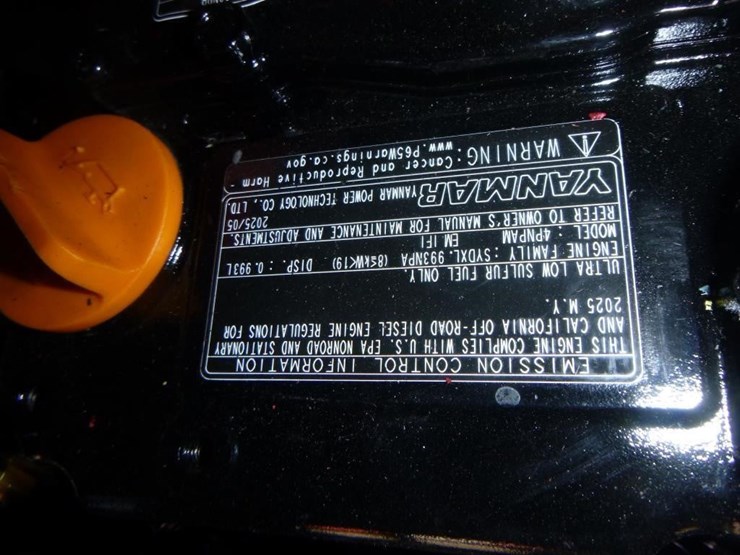 EMISSION CONTROL INFORMATION
THIS ENGINE COMPLIES WITH U.S. EPA NONROAD AND STATIONARY
AND CALIFORNIA OFF-ROAD DIESEL ENGINE REGULATIONS FOR
2025 M.Y.
ULTRA LOW SULFUR FUEL ONLY.
ENGINE FAMILY : SYDXL.993NPA (8≤kW<19) DISP. : 0.993L
MODEL : 4PNPAM EM IFI
REFER TO OWNER'S MANUAL FOR MAINTENANCE AND ADJUSTMENTS.
2025/05
YANMAR YANMAR POWER TECHNOLOGY CO., LTD.
WARNING: Cancer and Reproductive Harm -
www.P65Warnings.ca.gov